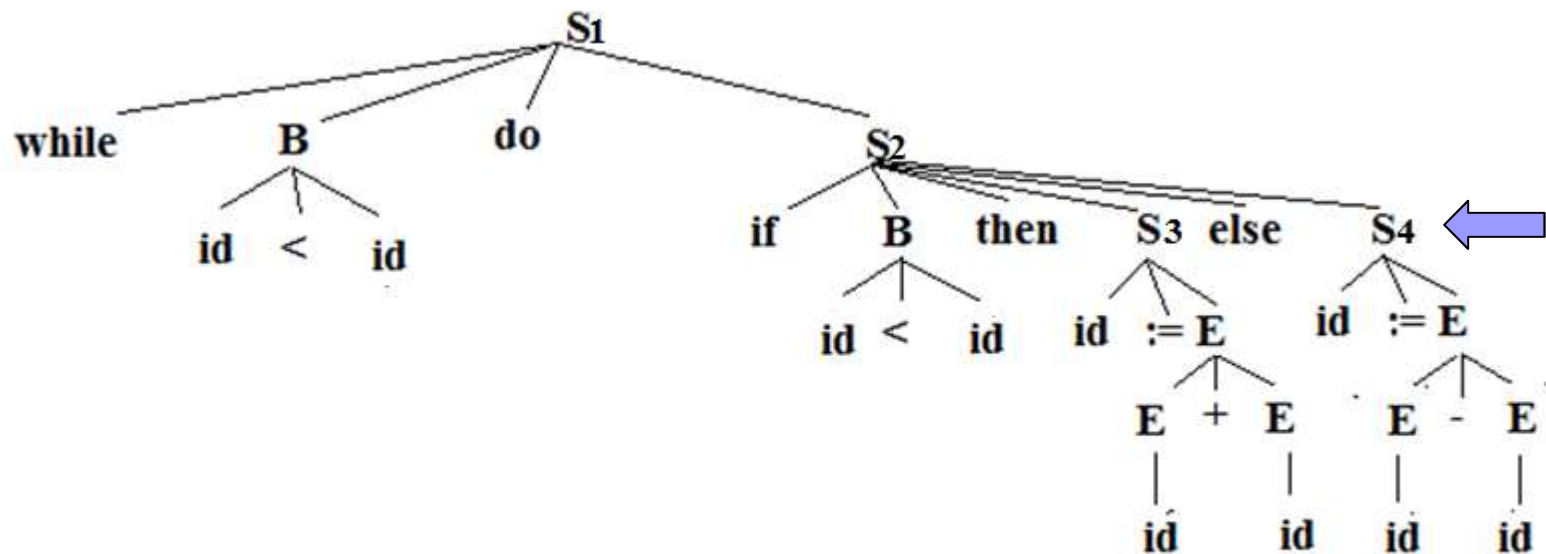 S1
while B do S2
id < id
if B then S3 else S4
id < id id := E id := E
E + E E - E
id id id id